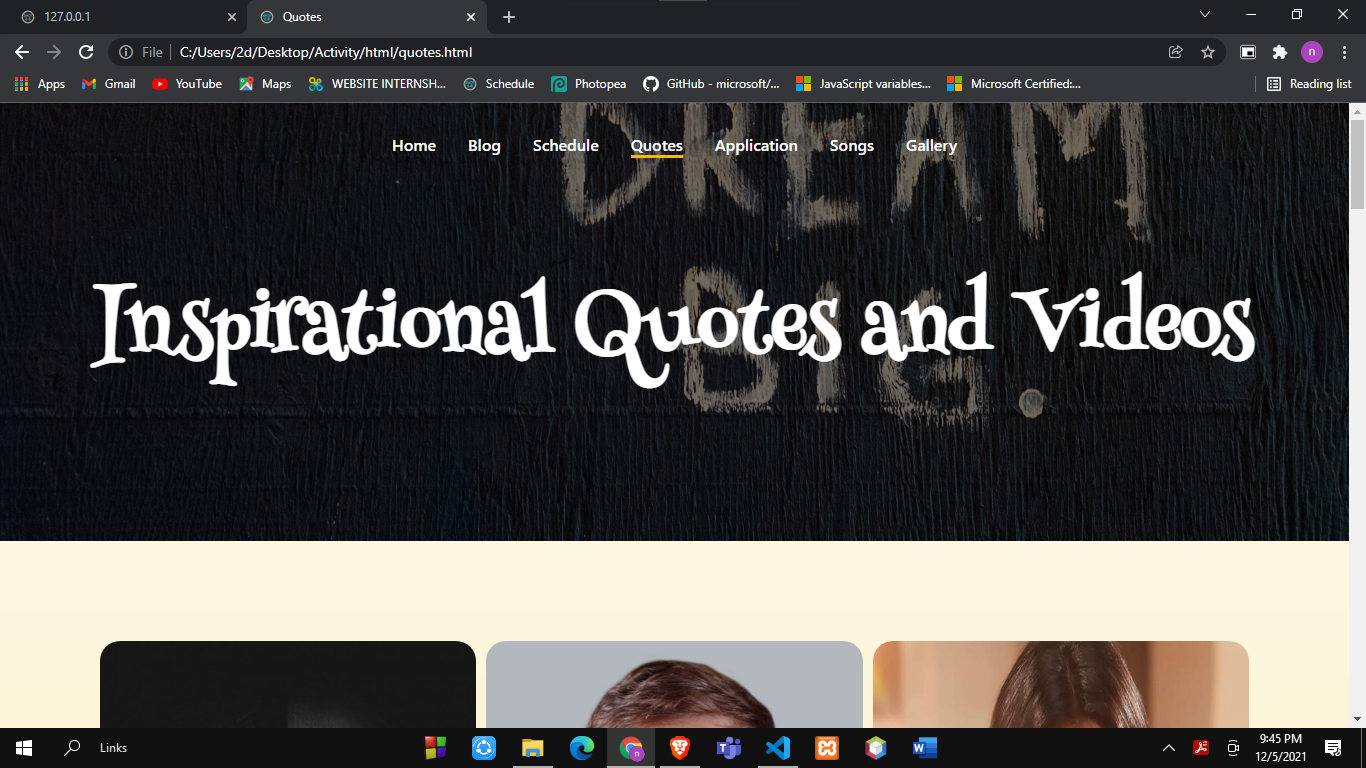 127.0.0.1
Quotes
File
C:/Users/2d/Desktop/Activity/html/quotes.html
n
Apps
Gmail
YouTube
Maps
WEBSITE INTERNSH...
Schedule
Photopea
GitHub - microsoft/...
JavaScript variables...
Microsoft Certified:...
Reading list
DREAM
Home Blog Schedule Quotes Application Songs Gallery
Inspirational Quotes and Videos
BIG.
Links
n
9:45 PM
12/5/2021